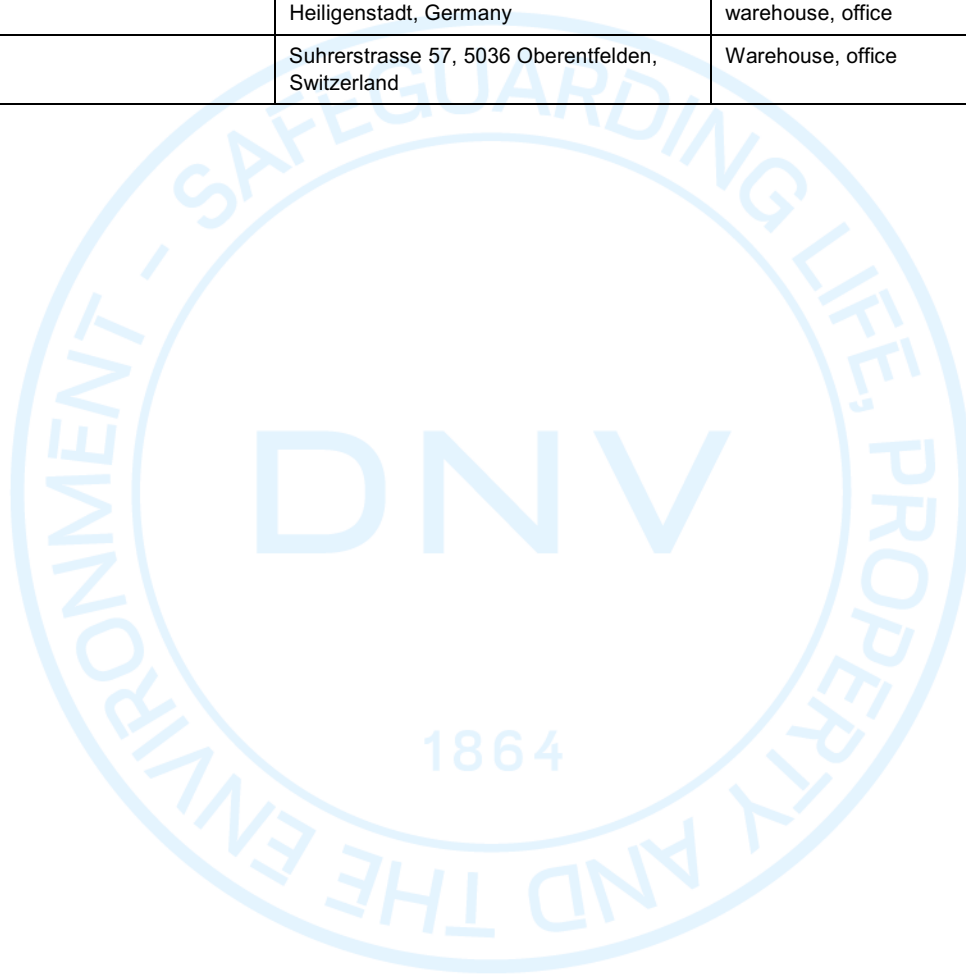 Heiligenstadt, Germany
warehouse, office
Suhrerstrasse 57, 5036 Oberentfelden,
Switzerland
Warehouse, office
SAFEGUARDING LIFE, PROPERTY AND THE ENVIRONMENT -
DNV
1864